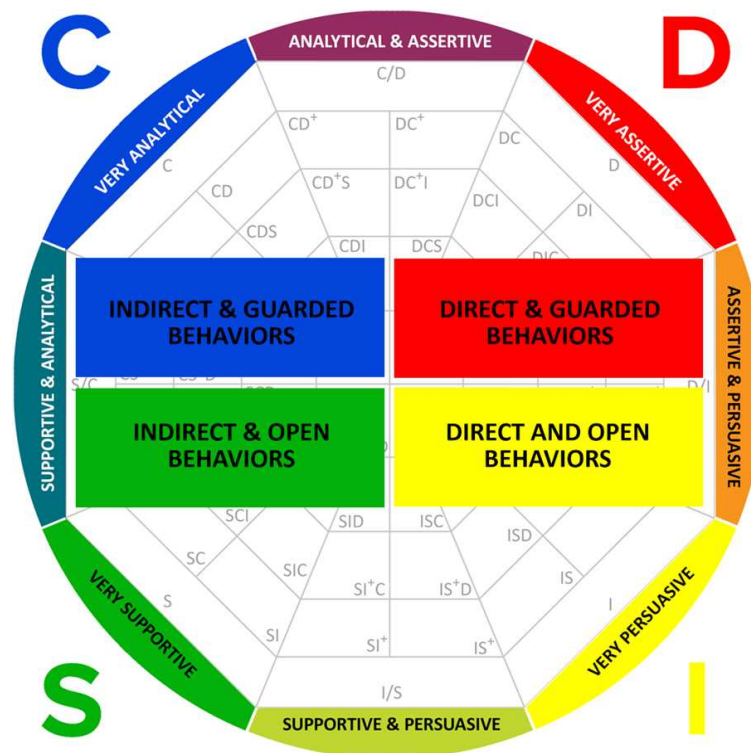 C
D
ANALYTICAL & ASSERTIVE
VERY ANALYTICAL
VERY ASSERTIVE
C/D
CD+
DC+
DC
C
D
CD+S
DC+I
CD
DCI
DI
CDS
CDI
DCS
DIC
SUPPORTIVE & ANALYTICAL
INDIRECT & GUARDED
BEHAVIORS
DIRECT & GUARDED
BEHAVIORS
ASSERTIVE & PERSUASIVE
S/C
D/I
INDIRECT & OPEN
BEHAVIORS
DIRECT AND OPEN
BEHAVIORS
SCI
SID
ISC
ISD
SC
SIC
IS
S
SI+C
IS+D
I
SI
SI+
IS+
VERY SUPPORTIVE
VERY PERSUASIVE
I/S
S
I
SUPPORTIVE & PERSUASIVE